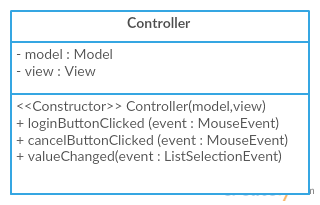 Controller
- model : Model
- view : View
<<Constructor>> Controller(model,view)
+ loginButtonClicked (event : MouseEvent)
+ cancelButtonClicked (event : MouseEvent)
+ valueChanged(event : ListSelectionEvent)